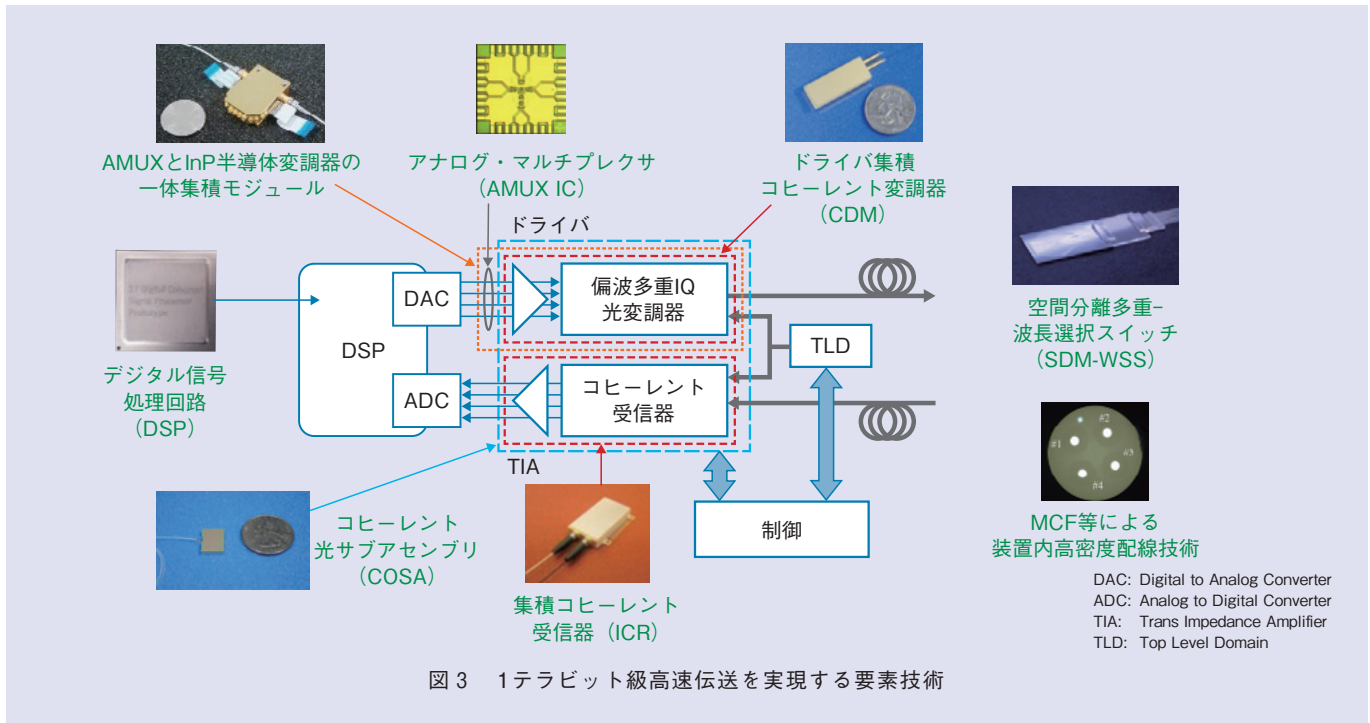 AMUXとInP半導体変調器の
一体集積モジュール
アナログ・マルチプレクサ
(AMUX IC)
ドライバ集積
コヒーレント変調器
(CDM)
ドライバ
デジタル信号
処理回路
(DSP)
DSP
DAC
ADC
偏波多重IQ
光変調器
コヒーレント
受信器
TLD
TIA
制御
空間分離多重-
波長選択スイッチ
(SDM-WSS)
#1
#2
#3
#4
MCF等による
装置内高密度配線技術
コヒーレント
光サブアセンブリ
(COSA)
集積コヒーレント
受信器(ICR)
DAC: Digital to Analog Converter
ADC: Analog to Digital Converter
TIA: Trans Impedance Amplifier
TLD: Top Level Domain
図3 1テラビット級高速伝送を実現する要素技術